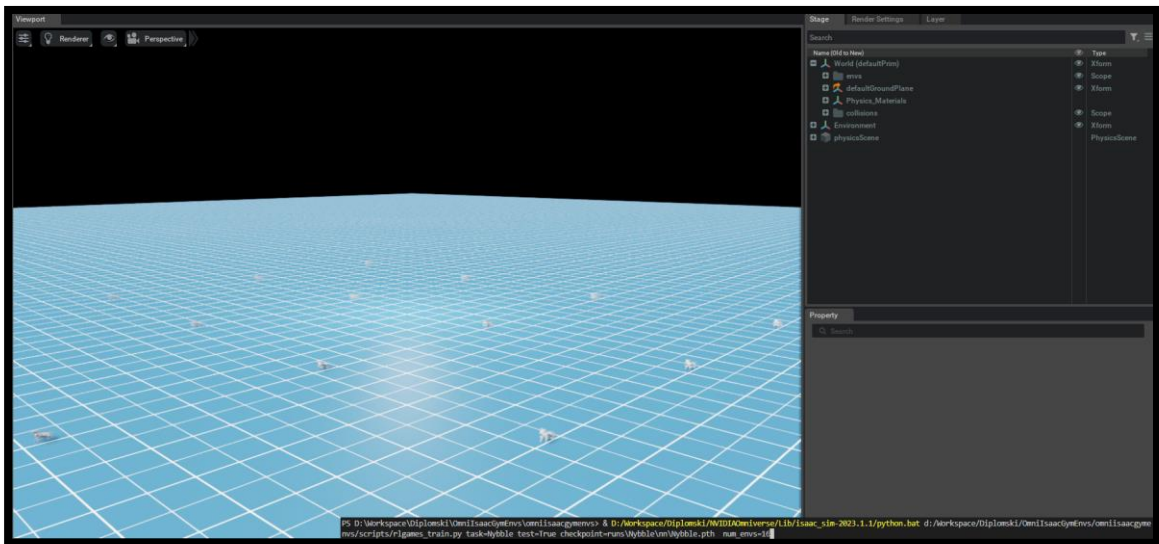 Viewport
Renderer
Perspective
Stage Render Settings Layer
Search
Name (Old to New) Type
World (defaultPrim) Xform
envs Scope
defaultGroundPlane Xform
Physics_Materials
collisions Scope
Environment Xform
physicsScene PhysicsScene
Property
Search
PS D:\Workspace\Diplomski\OmniIsaacGymEnvs\omniisaacgymenvs> & D:/Workspace/Diplomski/NVIDIAOmniverse/Lib/isaac_sim-2023.1.1/python.bat d:/Workspace/Diplomski/OmniIsaacGymEnvs/omniisaacgyme
nvs/scripts/rlgames_train.py task=Nybble test=True checkpoint=runs\Nybble\nn\Nybble.pth num_envs=16